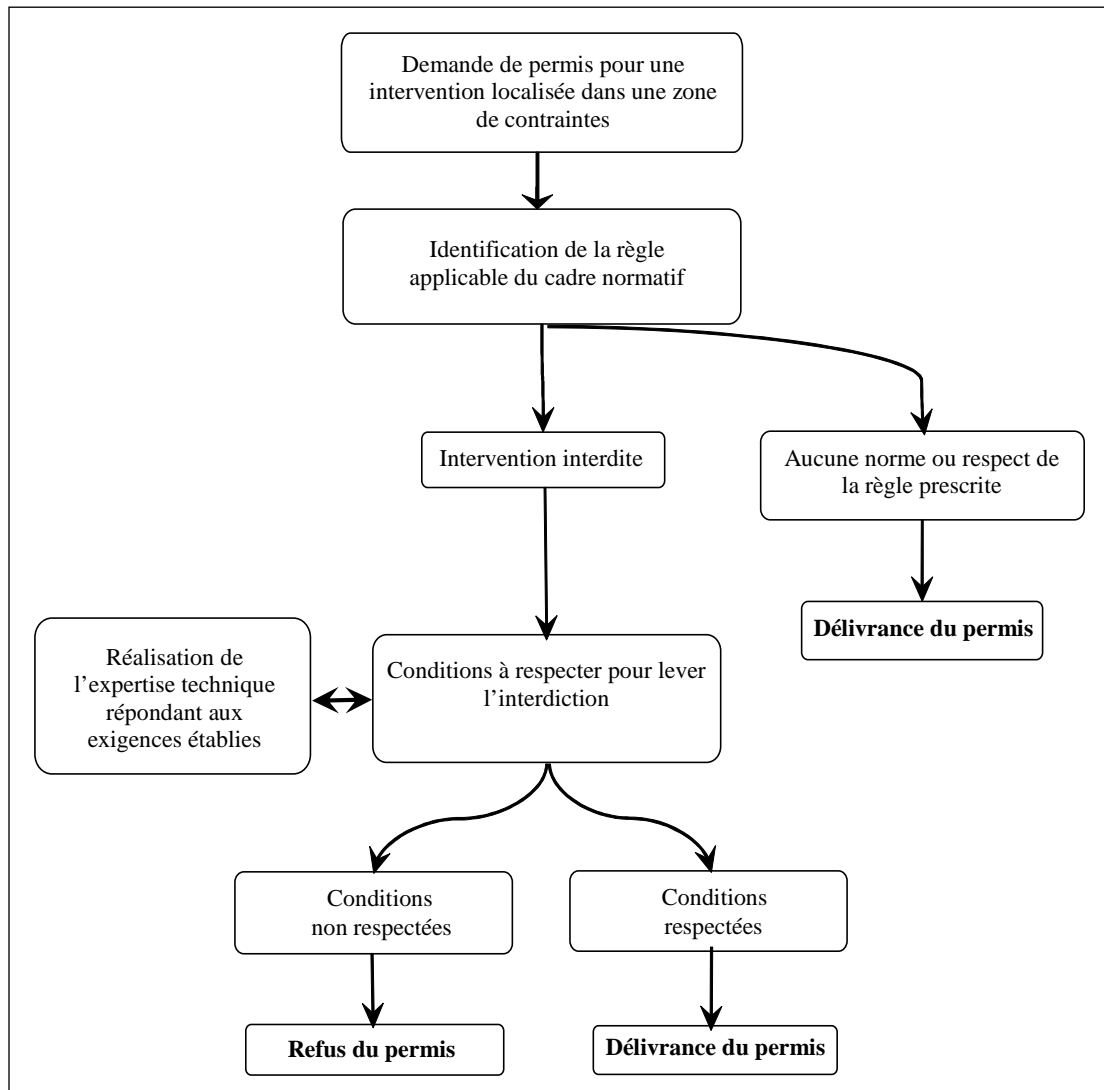 Demande de permis pour une
intervention localisée dans une zone
de contraintes
Identification de la règle
applicable du cadre normatif
Intervention interdite
Aucune norme ou respect de
la règle prescrite
Délivrance du permis
Réalisation de
l’expertise technique
répondant aux
exigences établies
Conditions à respecter pour lever
l’interdiction
Conditions
non respectées
Conditions
respectées
Refus du permis
Délivrance du permis